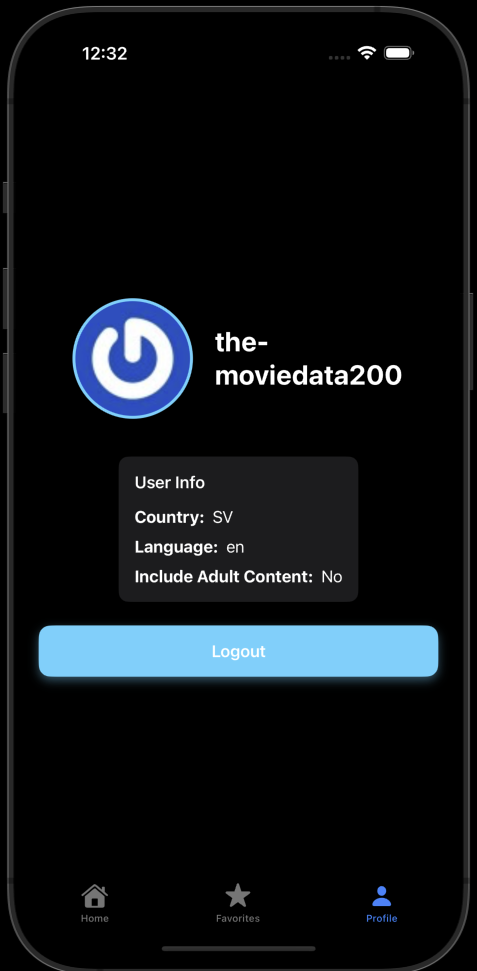 12:32
the-
moviedata200
User Info
Country: SV
Language: en
Include Adult Content: No
Logout
Home
Favorites
Profile